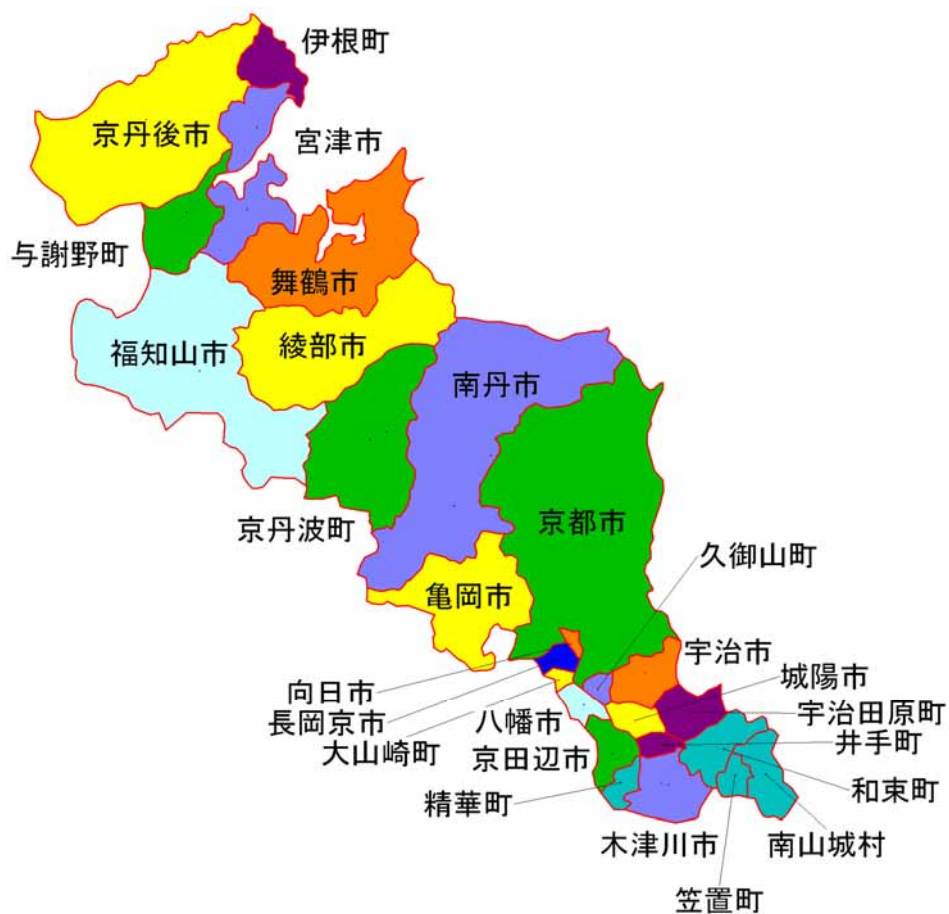 伊根町
京丹後市
宮津市
与謝野町
舞鶴市
福知山市
綾部市
南丹市
京丹波町
京都市
久御山町
亀岡市
宇治市
向日市
城陽市
長岡京市
八幡市
宇治田原町
大山崎町
京田辺市
井手町
精華町
和束町
木津川市
南山城村
笠置町